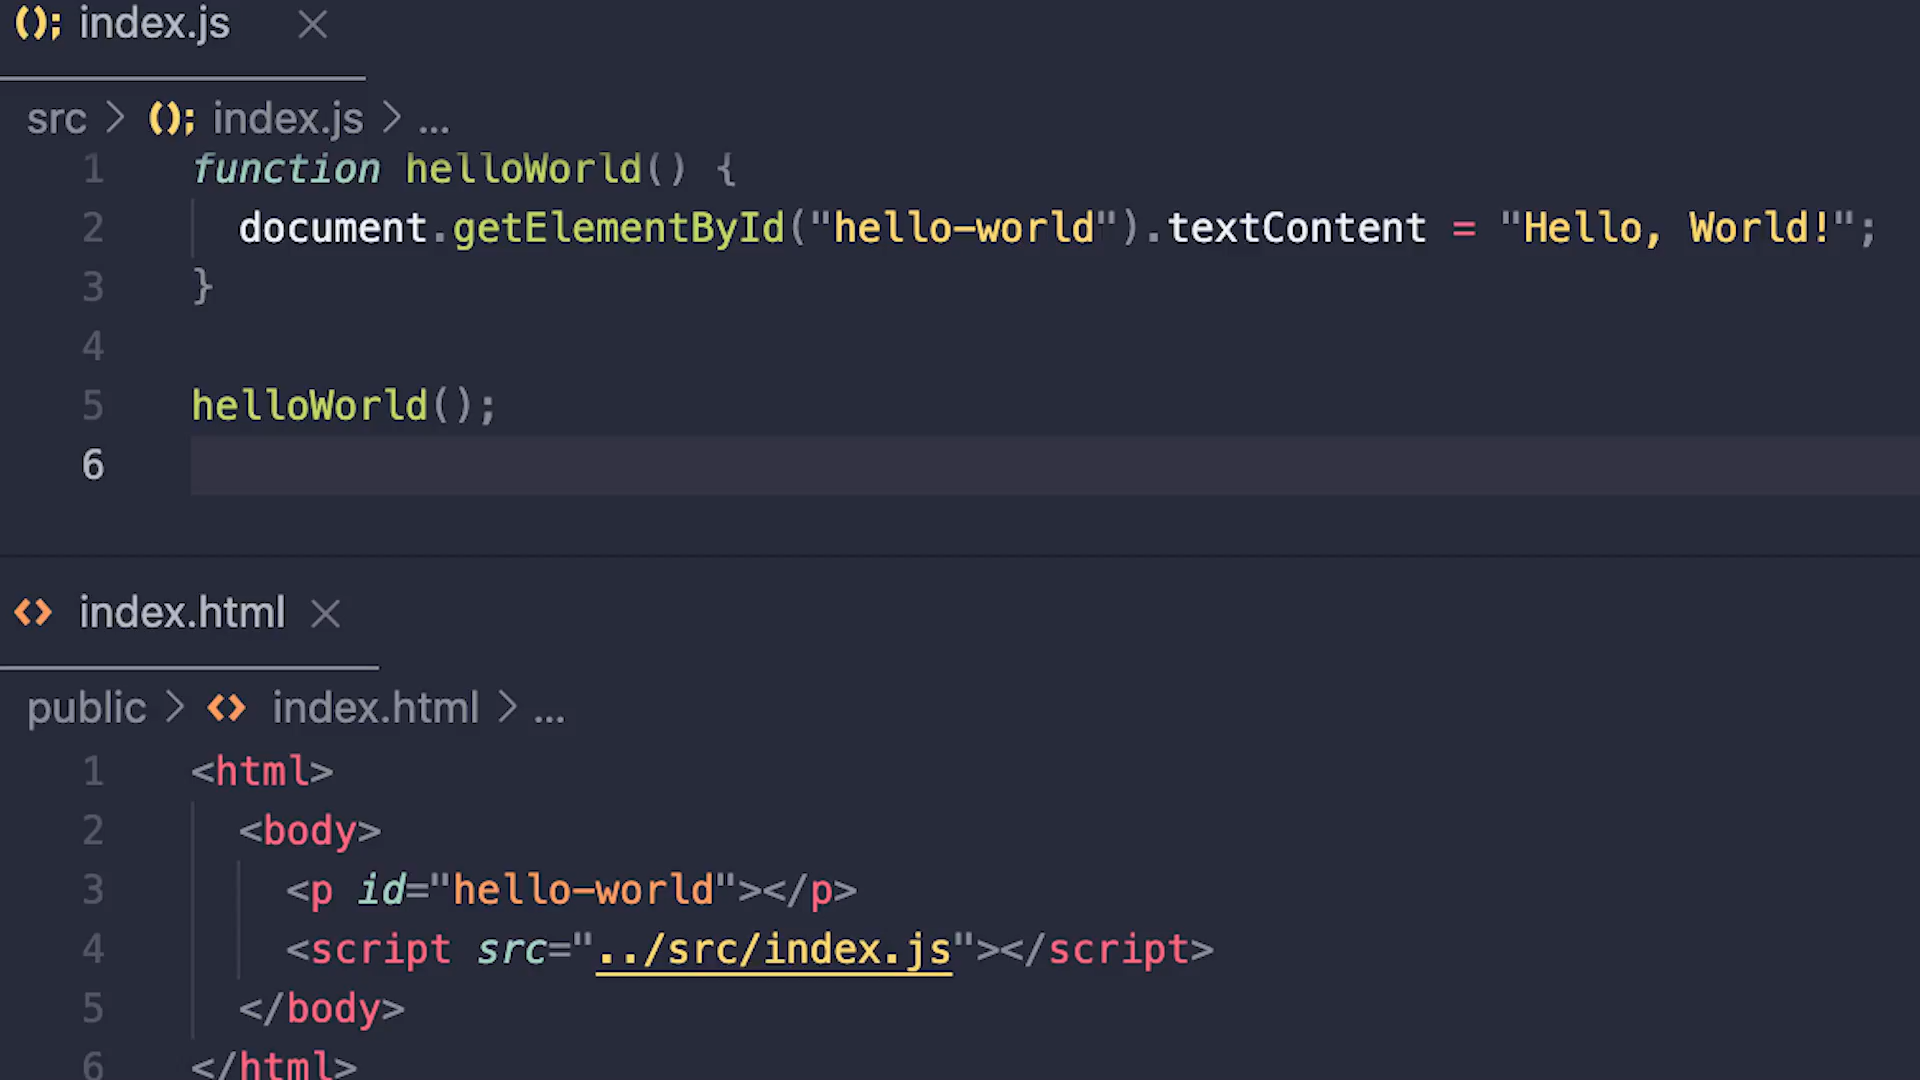 (); index.js
src > (); index.js > ...
1 function helloWorld() {
2 document.getElementById("hello-world").textContent = "Hello, World!";
3 }
4
5 helloWorld();
6
<> index.html
public > <> index.html > ...
1 <html>
2 <body>
3 <p id="hello-world"></p>
4 <script src="../src/index.js"></script>
5 </body>
6 </html>